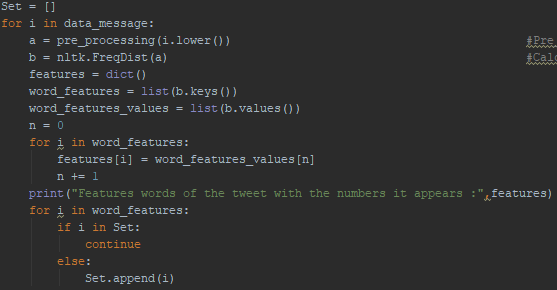 Set = []
for i in data_message:
    a = pre_processing(i.lower())                                          #Pre
    b = nltk.FreqDist(a)                                                   #Calc
    features = dict()
    word_features = list(b.keys())
    word_features_values = list(b.values())
    n = 0
    for i in word_features:
        features[i] = word_features_values[n]
        n += 1
    print("Features words of the tweet with the numbers it appears :",features)
    for i in word_features:
        if i in Set:
            continue
        else:
            Set.append(i)